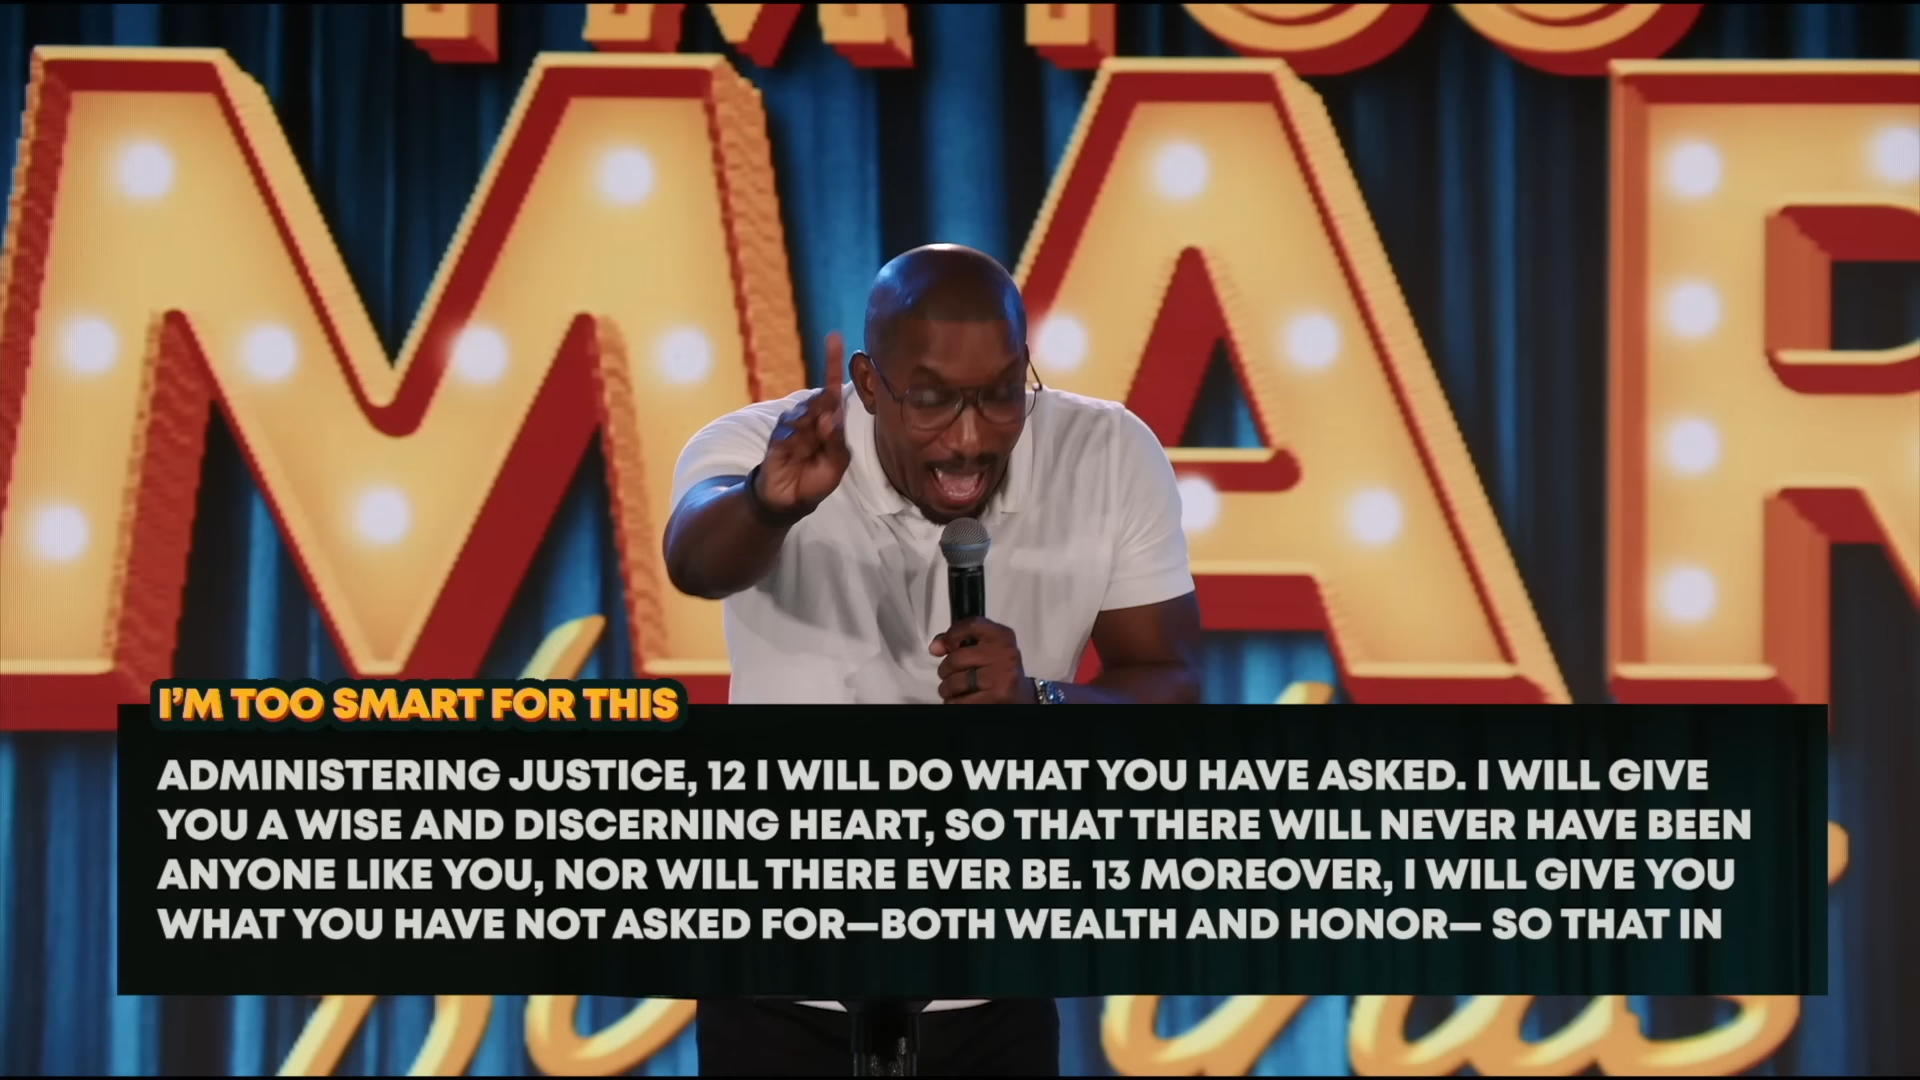 I'M TOO
MAR
I'M TOO SMART FOR THIS
ADMINISTERING JUSTICE, 12 I WILL DO WHAT YOU HAVE ASKED. I WILL GIVE
YOU A WISE AND DISCERNING HEART, SO THAT THERE WILL NEVER HAVE BEEN
ANYONE LIKE YOU, NOR WILL THERE EVER BE. 13 MOREOVER, I WILL GIVE YOU
WHAT YOU HAVE NOT ASKED FOR—BOTH WEALTH AND HONOR— SO THAT IN